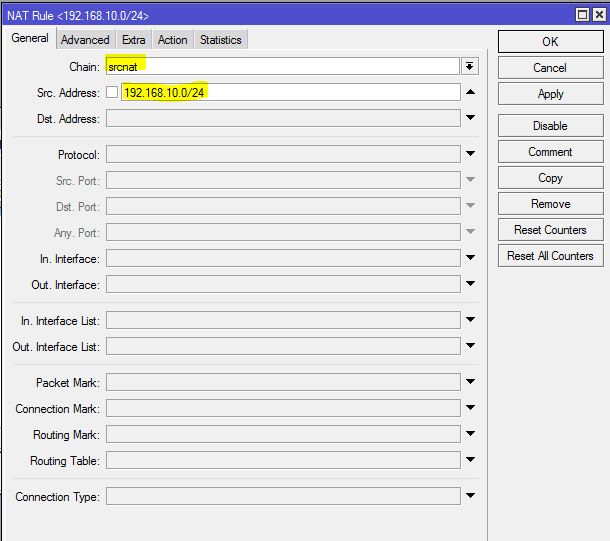 NAT Rule <192.168.10.0/24>
General Advanced Extra Action Statistics
Chain: srcnat
Src. Address: 192.168.10.0/24
Dst. Address:
Protocol:
Src. Port:
Dst. Port:
Any. Port:
In. Interface:
Out. Interface:
In. Interface List:
Out. Interface List:
Packet Mark:
Connection Mark:
Routing Mark:
Routing Table:
Connection Type:
OK
Cancel
Apply
Disable
Comment
Copy
Remove
Reset Counters
Reset All Counters